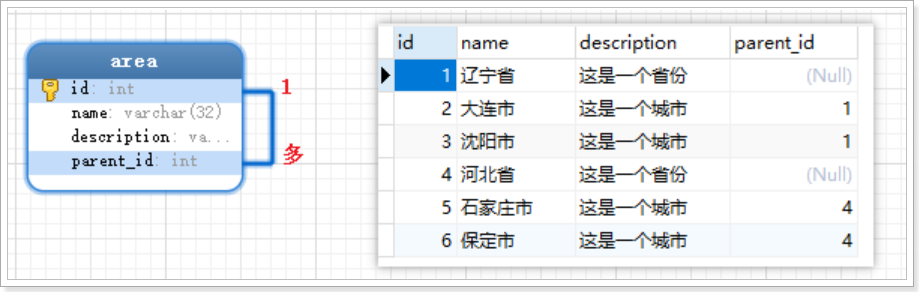 area
id: int
1
name: varchar(32)
description: va...
parent_id: int
多
id name description parent_id
1 辽宁省 这是一个省份 (Null)
2 大连市 这是一个城市 1
3 沈阳市 这是一个城市 1
4 河北省 这是一个省份 (Null)
5 石家庄市 这是一个城市 4
6 保定市 这是一个城市 4